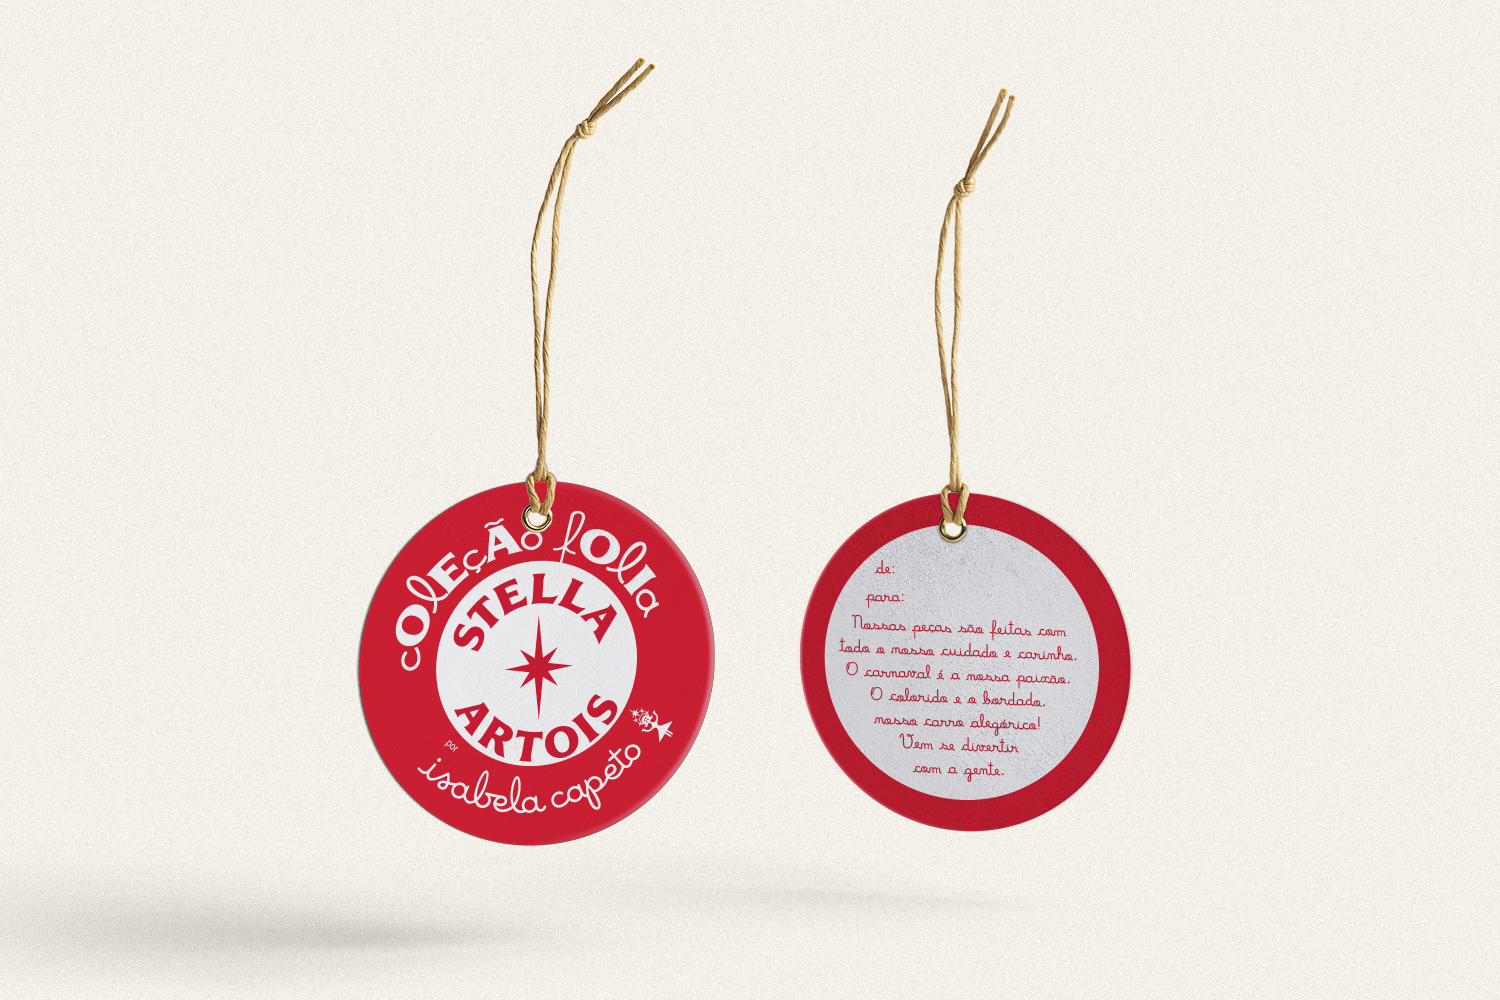 COlEÇÃO fOlIa
STELLA
ARTOIS
por
isabela capeto
de:
para:
Nossas peças são feitas com
todo o nosso cuidado e carinho.
O carnaval é a nossa paixão.
O colorido e o bordado,
nosso carro alegórico!
Vem se divertir
com a gente.